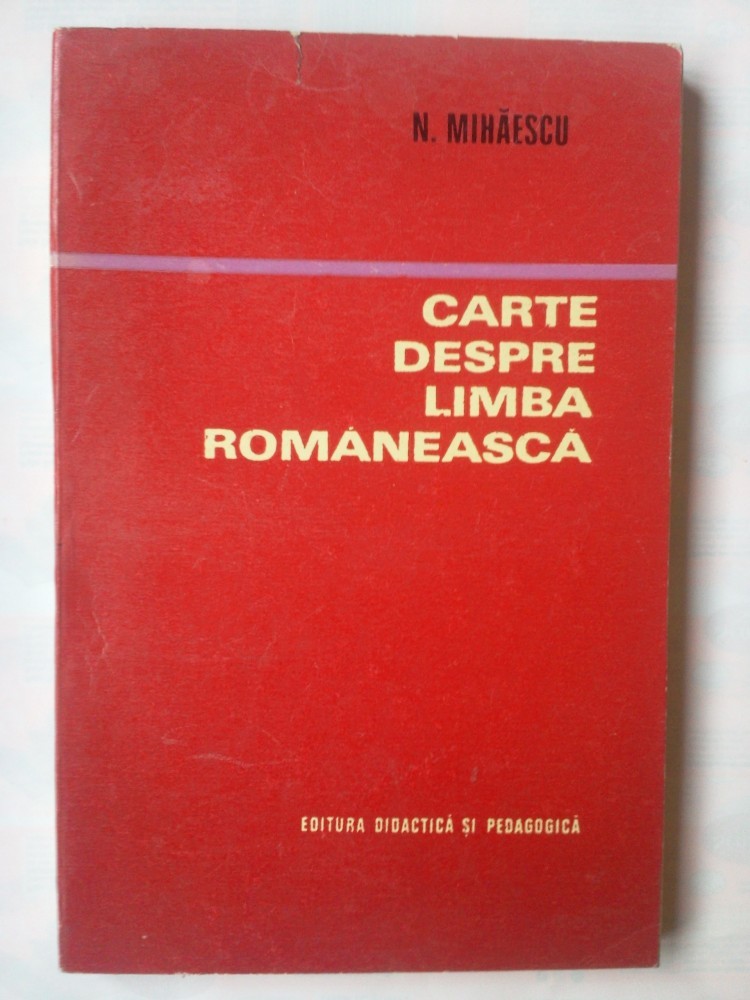 N. MIHĂESCU
CARTE
DESPRE
LIMBA
ROMÂNEASCĂ
EDITURA DIDACTICĂ ȘI PEDAGOGICĂ